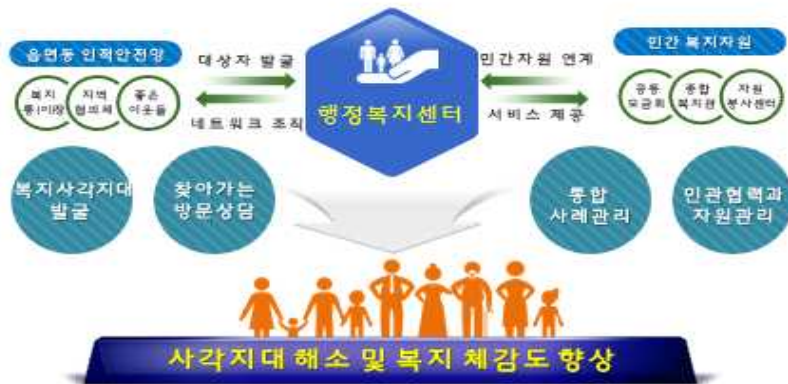 읍면동 인적안전망
복지
통(이)장
지역
협의체
좋은
이웃들
대상자 발굴
네트워크 조직
행정복지센터
민간자원 연계
서비스 제공
민간 복지자원
공동
모금회
종합
복지관
자원
봉사센터
복지사각지대
발굴
찾아가는
방문상담
통합
사례관리
민관협력과
자원관리
사각지대 해소 및 복지 체감도 향상